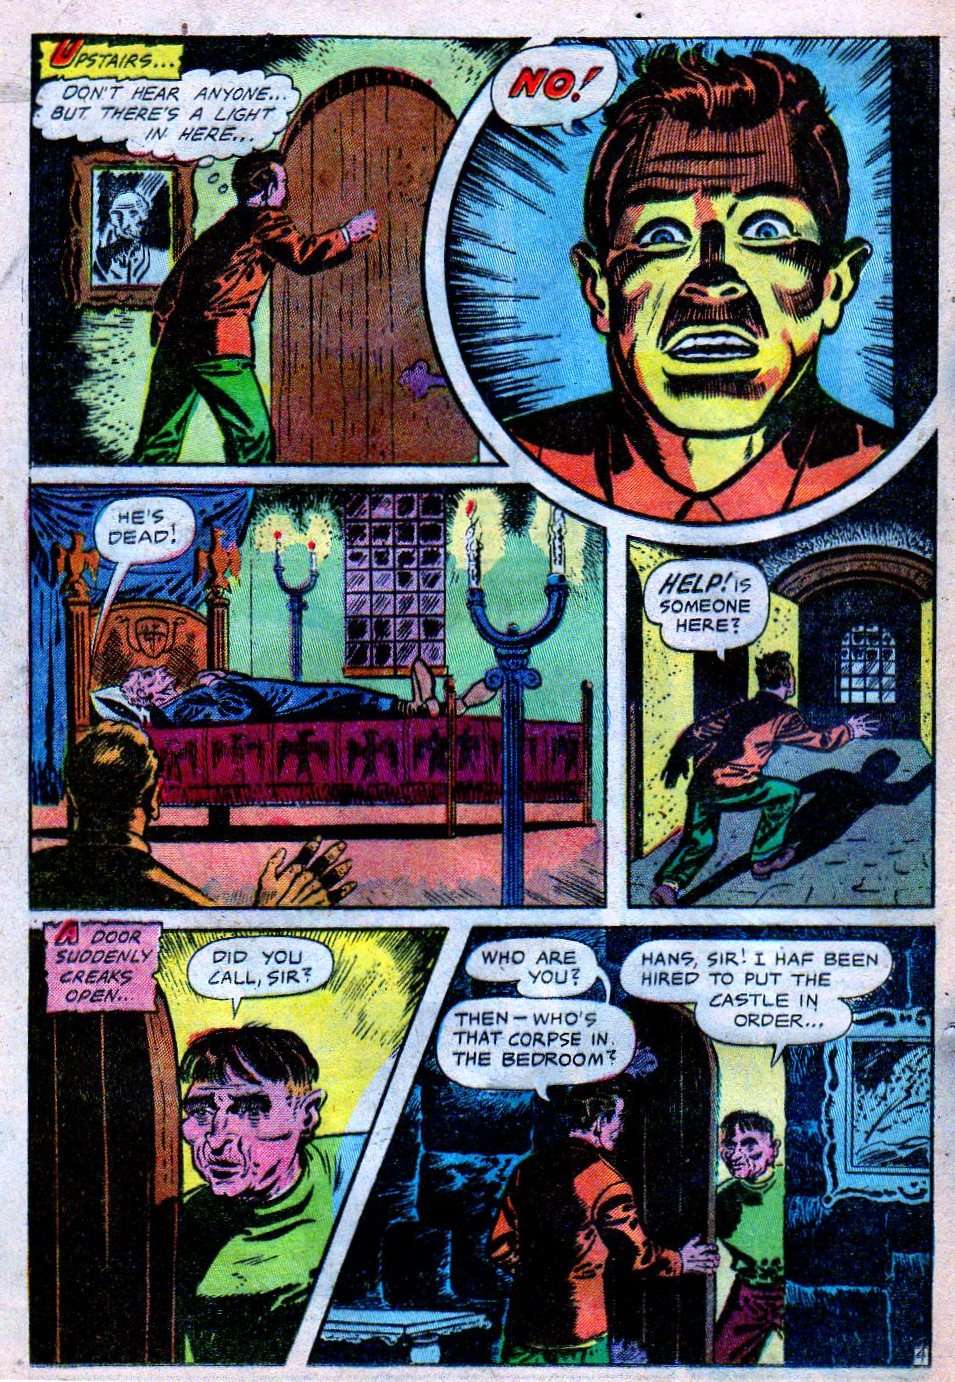 UPSTAIRS...
DON'T HEAR ANYONE...
BUT THERE'S A LIGHT
IN HERE...
NO!
HE'S
DEAD!
HELP! IS
SOMEONE
HERE?
A DOOR
SUDDENLY
CREAKS
OPEN...
DID YOU
CALL, SIR?
WHO ARE
YOU?
THEN—WHO'S
THAT CORPSE IN
THE BEDROOM?
HANS, SIR! I HAF BEEN
HIRED TO PUT THE
CASTLE IN
ORDER...
4